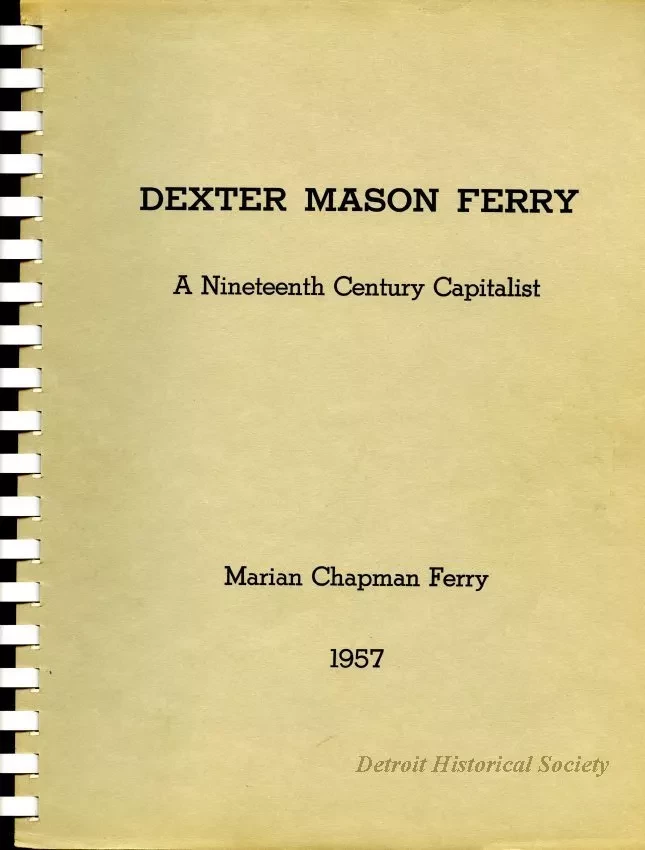 DEXTER MASON FERRY
A Nineteenth Century Capitalist
Marian Chapman Ferry
1957
Detroit Historical Society